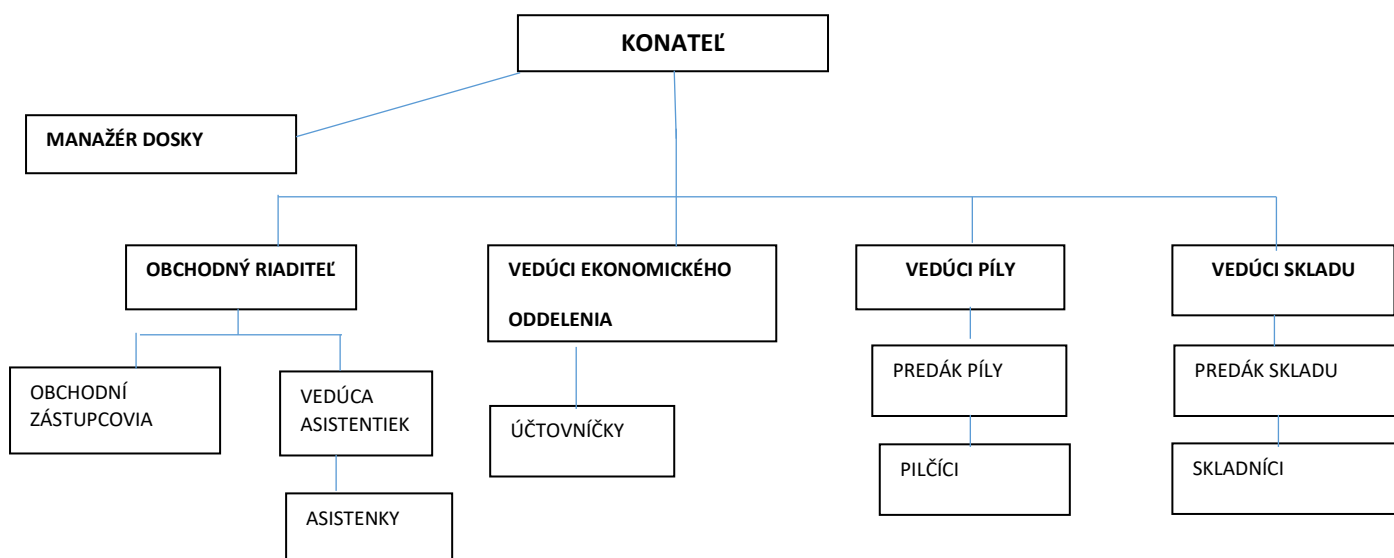 KONATEĽ
MANAŽÉR DOSKY
OBCHODNÝ RIADITEĽ
VEDÚCI EKONOMICKÉHO
ODDELENIA
VEDÚCI PÍLY
VEDÚCI SKLADU
OBCHODNÍ
ZÁSTUPCOVIA
VEDÚCA
ASISTENTIEK
ÚČTOVNÍČKY
PREDÁK PÍLY
PREDÁK SKLADU
PILČÍCI
SKLADNÍCI
ASISTENKY